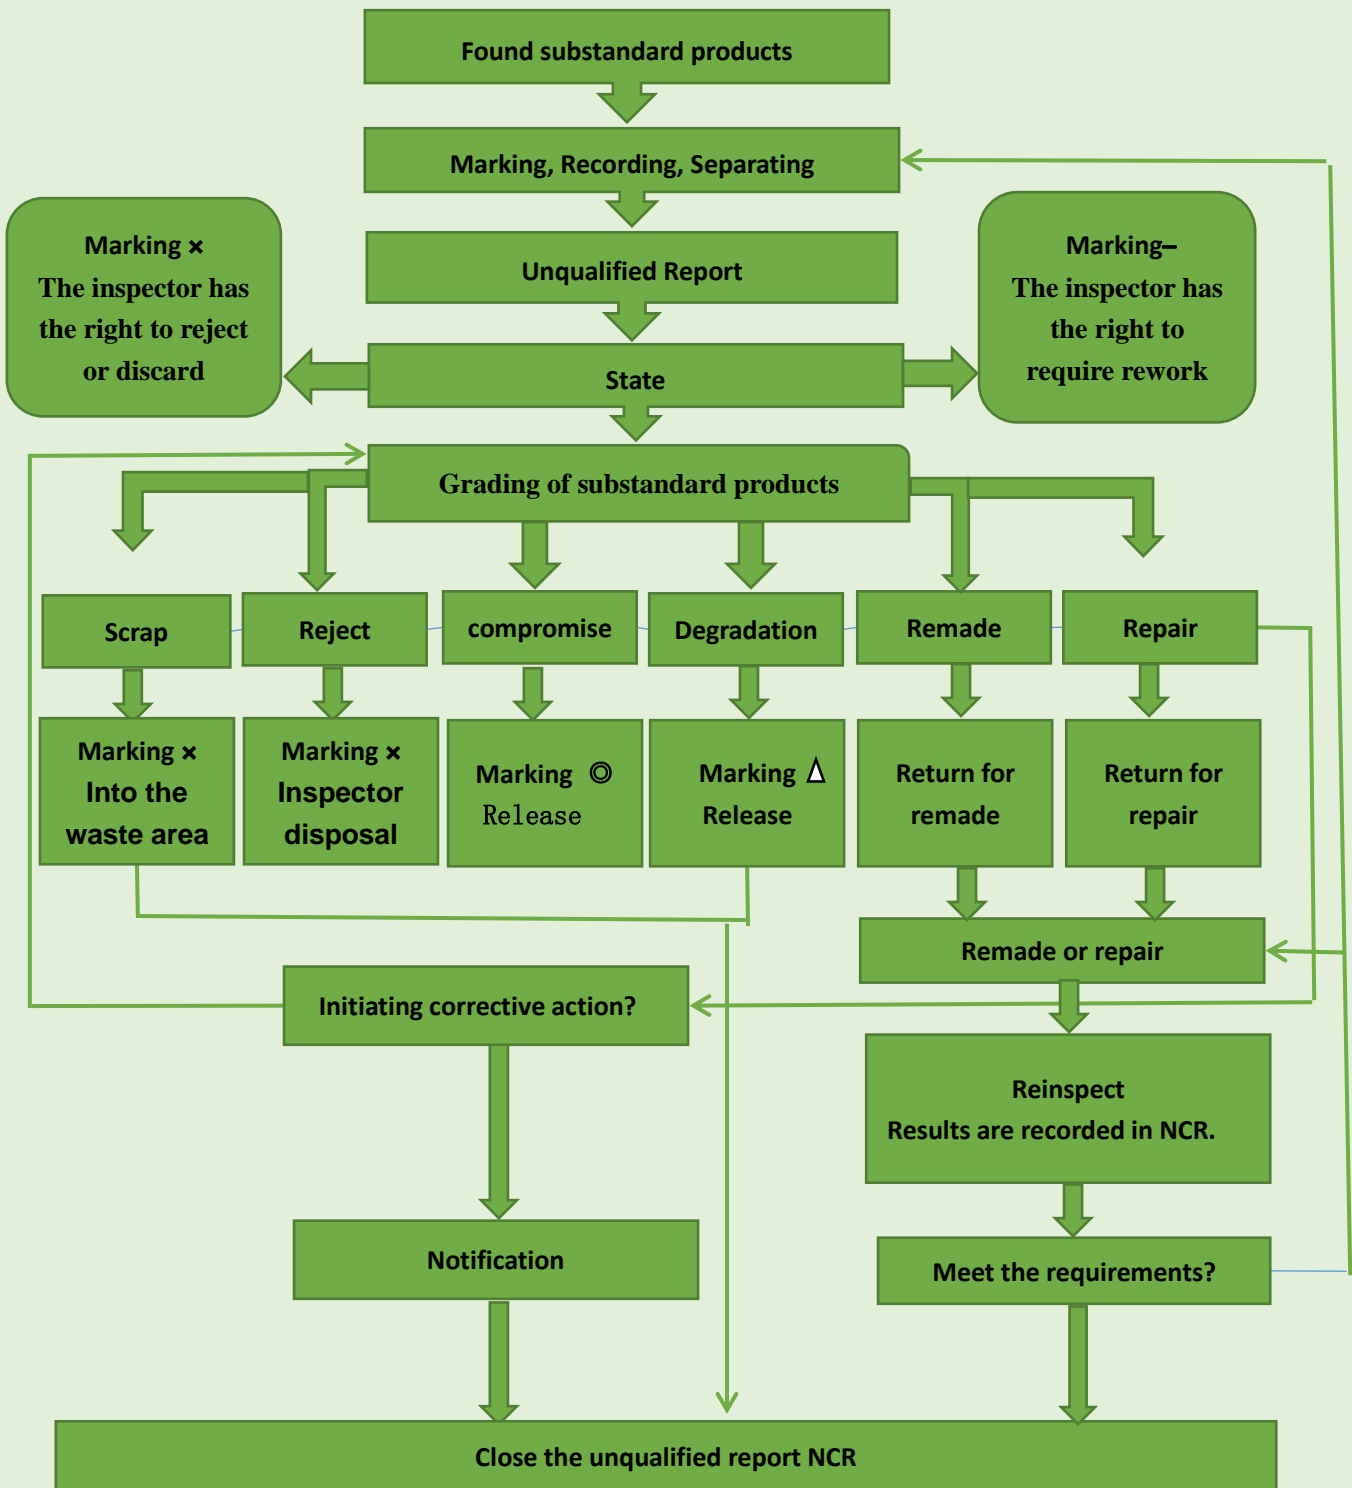 Found substandard products
Marking, Recording, Separating
Unqualified Report
Marking ×
The inspector has
the right to reject
or discard
Marking–
The inspector has
the right to
require rework
State
Grading of substandard products
Scrap
Reject
compromise
Degradation
Remade
Repair
Marking ×
Into the
waste area
Marking ×
Inspector
disposal
Marking ◎
Release
Marking △
Release
Return for
remade
Return for
repair
Remade or repair
Initiating corrective action?
Reinspect
Results are recorded in NCR.
Notification
Meet the requirements?
Close the unqualified report NCR